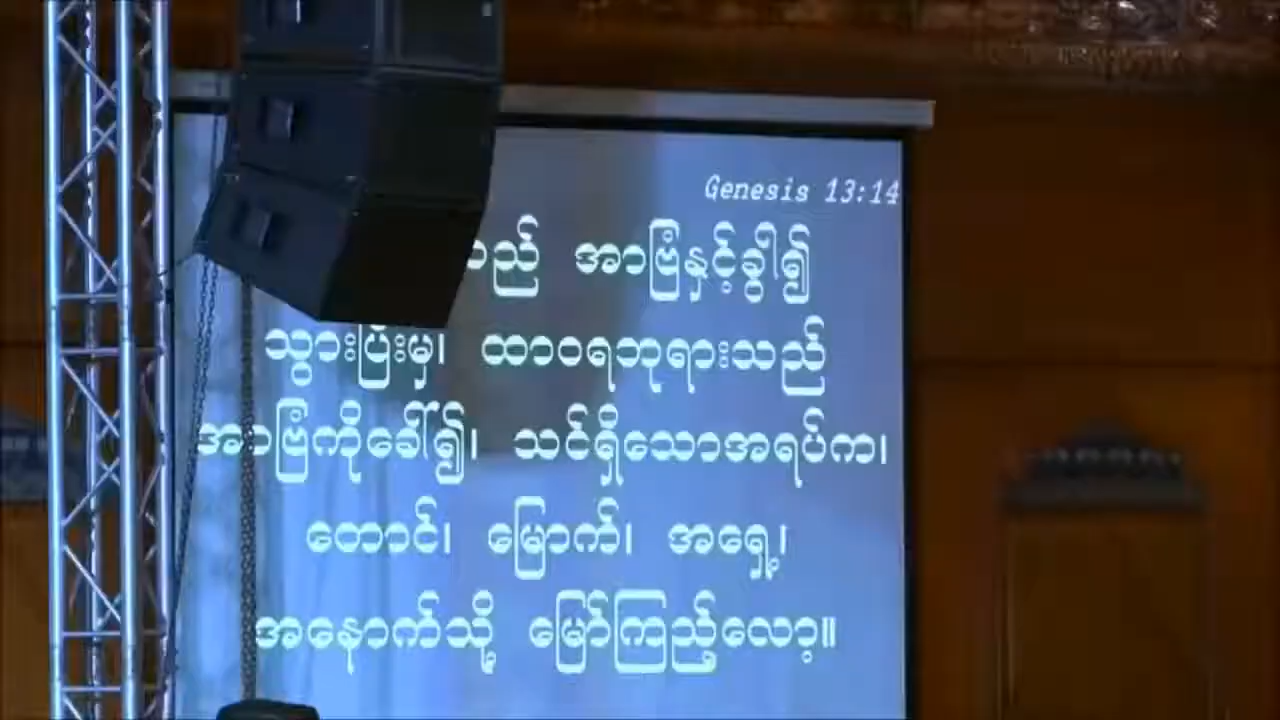 Genesis 13:14
အာဗြံနှင့်ခွါ၍
သွားပြီးမှ၊ ထာဝရဘုရားသည်
အာဗြံကိုခေါ်၍၊ သင်ရှိသောအရပ်က၊
တောင်၊ မြောက်၊ အရှေ့၊
အနောက်သို့ မြော်ကြည့်လော့။